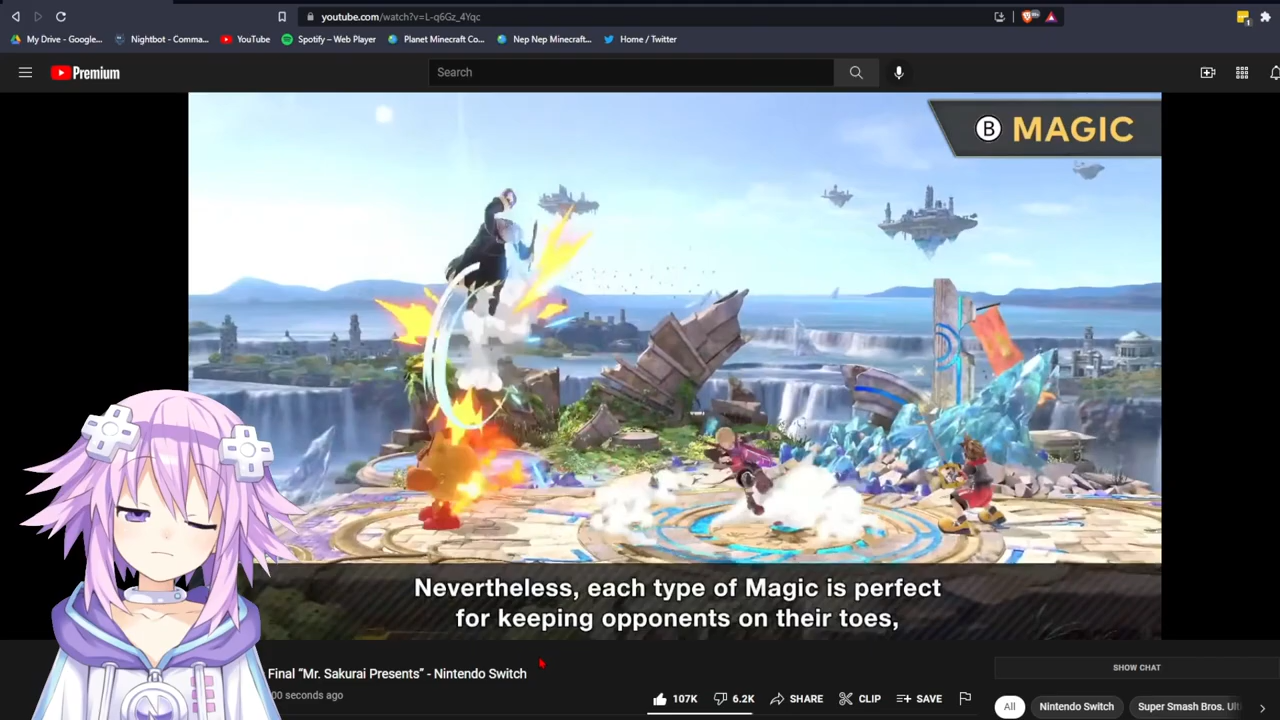 youtube.com/watch?v=L-q6Gz_4Yqc
1
My Drive - Google...
Nightbot - Comma...
YouTube
Spotify – Web Player
Planet Minecraft Co...
Nep Nep Minecraft...
Home / Twitter
Premium
Search
B MAGIC
Nevertheless, each type of Magic is perfect
for keeping opponents on their toes,
Final “Mr. Sakurai Presents” - Nintendo Switch
00 seconds ago
107K
6.2K
SHARE
CLIP
SAVE
SHOW CHAT
All
Nintendo Switch
Super Smash Bros. Ul